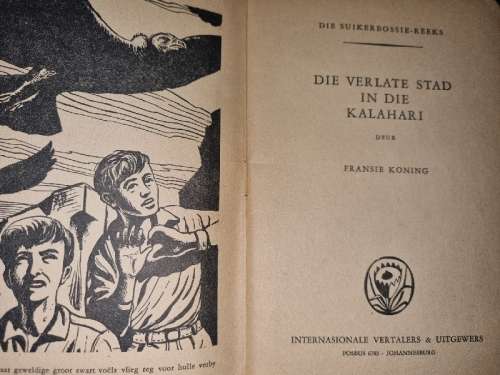 aar geweldige groot swart voëls vlieg reg voor hulle verby
DIE SUIKERBOSSIE-REEKS
DIE VERLATE STAD
IN DIE
KALAHARI
DEUR
FRANSIE KONING
INTERNASIONALE VERTALERS & UITGEWERS
POSBUS 6785 - JOHANNESBURG